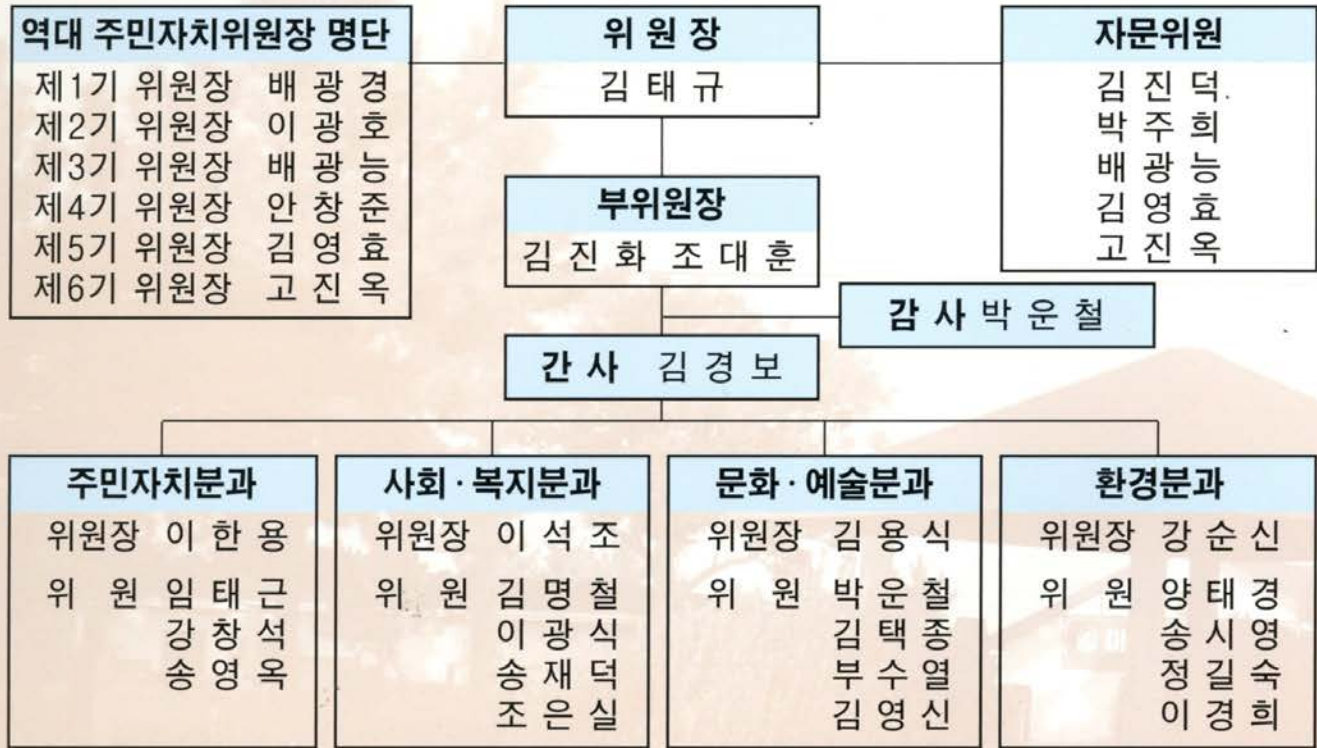 역대 주민자치위원장 명단
제1기 위원장 배광경
제2기 위원장 이광호
제3기 위원장 배광능
제4기 위원장 안창준
제5기 위원장 김영효
제6기 위원장 고진옥
위원장
김태규
자문위원
김진덕
박주희
배광능
김영효
고진옥
부위원장
김진화 조대훈
감사 박운철
간사 김경보
주민자치분과
위원장 이한용
위원 임태근
강창석
송영옥
사회·복지분과
위원장 이석조
위원 김명철
이광식
송재덕
조은실
문화·예술분과
위원장 김용식
위원 박운철
김택종
부수열
김영신
환경분과
위원장 강순신
위원 양태경
송시영
정길숙
이경희